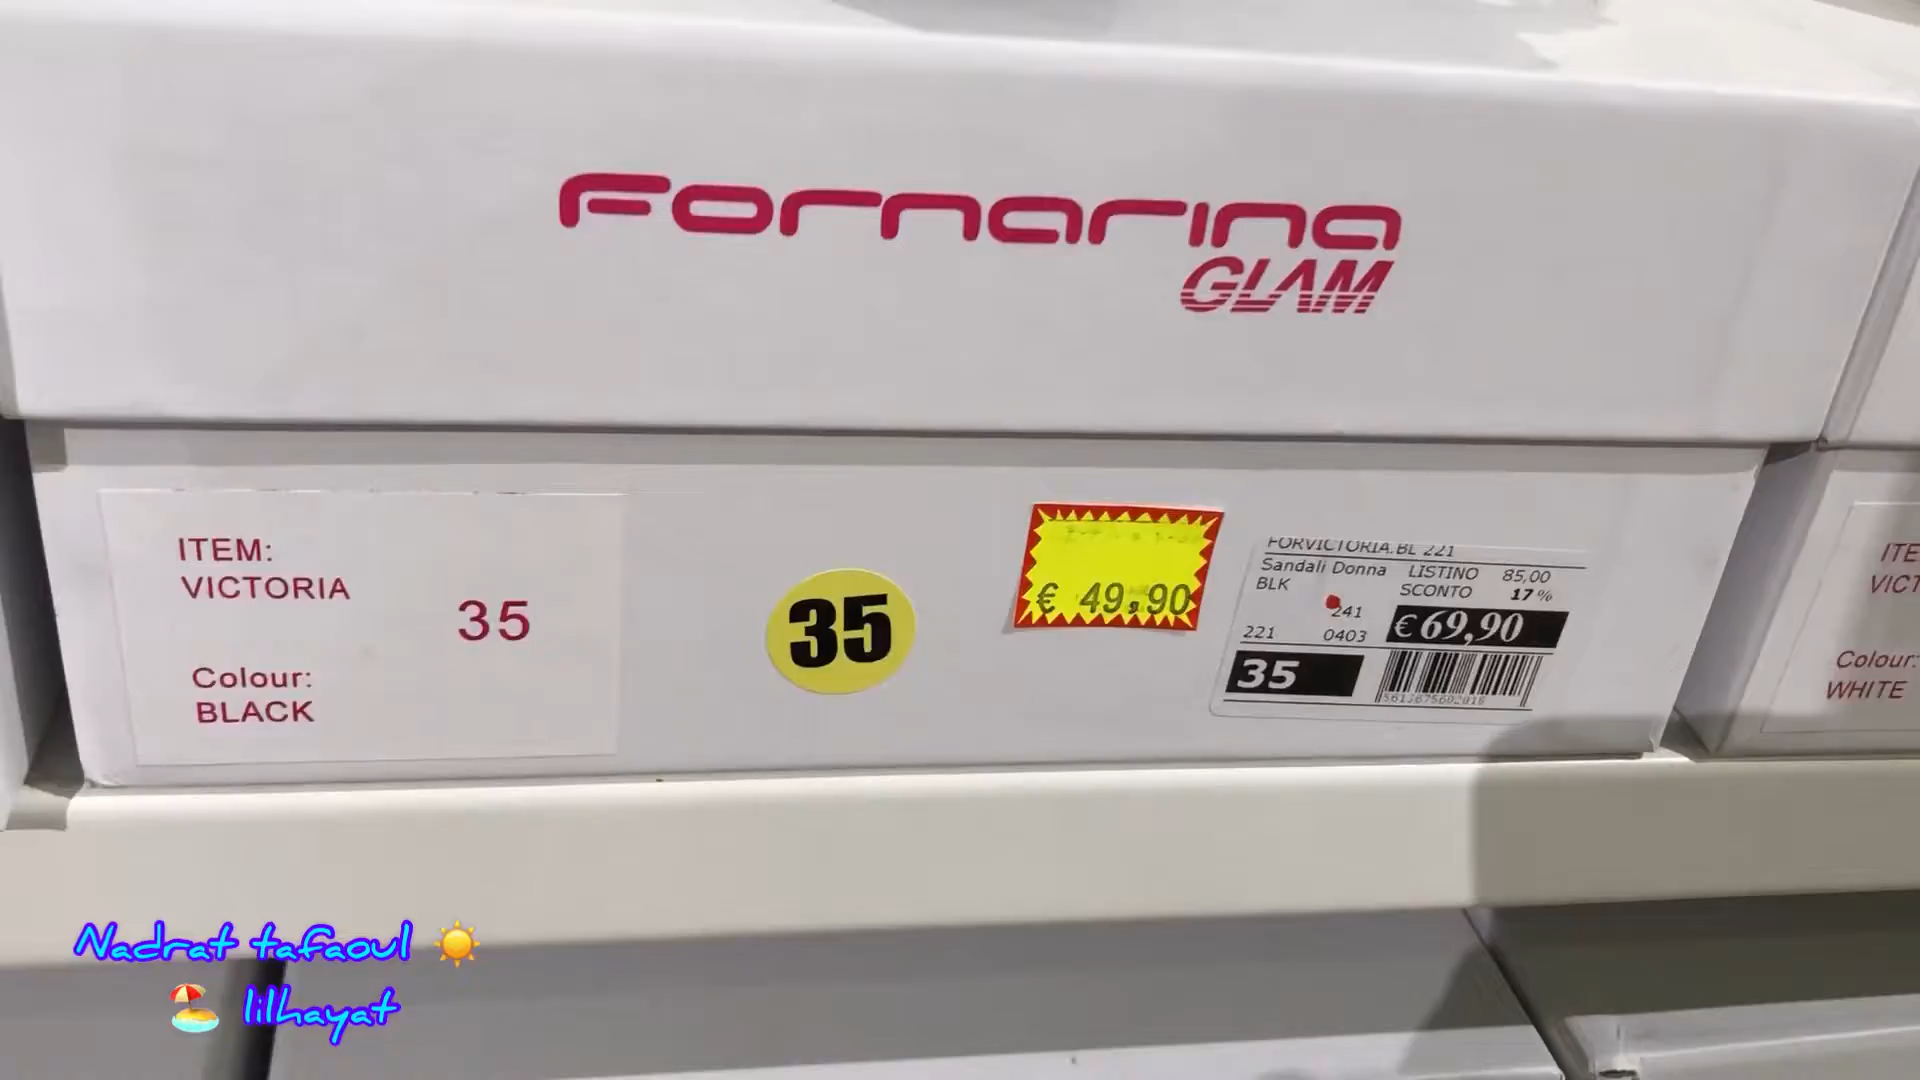 Fornarina
GLAM
ITEM:
VICTORIA
35
Colour:
BLACK
35
€ 49,90
FORVICTORIA.BL 221
Sandali Donna LISTINO 85,00
BLK SCONTO 17%
241
221 0403 € 69,90
35
ITE
VICT
Colour:
WHITE
Nadrat tafaoul ☀️
🏖️ lilhayat